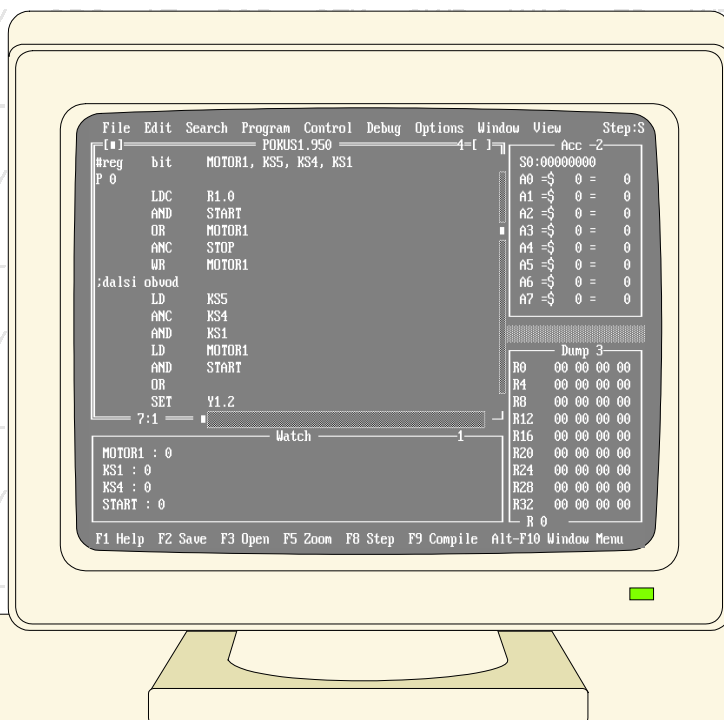 File Edit Search Program Control Debug Options Window View Step:S
[■] POKUS1.950 4=[ ]
#reg bit MOTOR1, KS5, KS4, KS1
P 0
LDC R1.0
AND START
OR MOTOR1
ANC STOP
WR MOTOR1
;dalsi obvod
LD KS5
ANC KS4
AND KS1
LD MOTOR1
AND START
OR
SET Y1.2
7:1
Acc -2
S0:00000000
A0 =$ 0 = 0
A1 =$ 0 = 0
A2 =$ 0 = 0
A3 =$ 0 = 0
A4 =$ 0 = 0
A5 =$ 0 = 0
A6 =$ 0 = 0
A7 =$ 0 = 0
Dump 3
R0 00 00 00 00
R4 00 00 00 00
R8 00 00 00 00
R12 00 00 00 00
R16 00 00 00 00
R20 00 00 00 00
R24 00 00 00 00
R28 00 00 00 00
R32 00 00 00 00
R 0
Watch 1
MOTOR1 : 0
KS1 : 0
KS4 : 0
START : 0
F1 Help F2 Save F3 Open F5 Zoom F8 Step F9 Compile Alt-F10 Window Menu